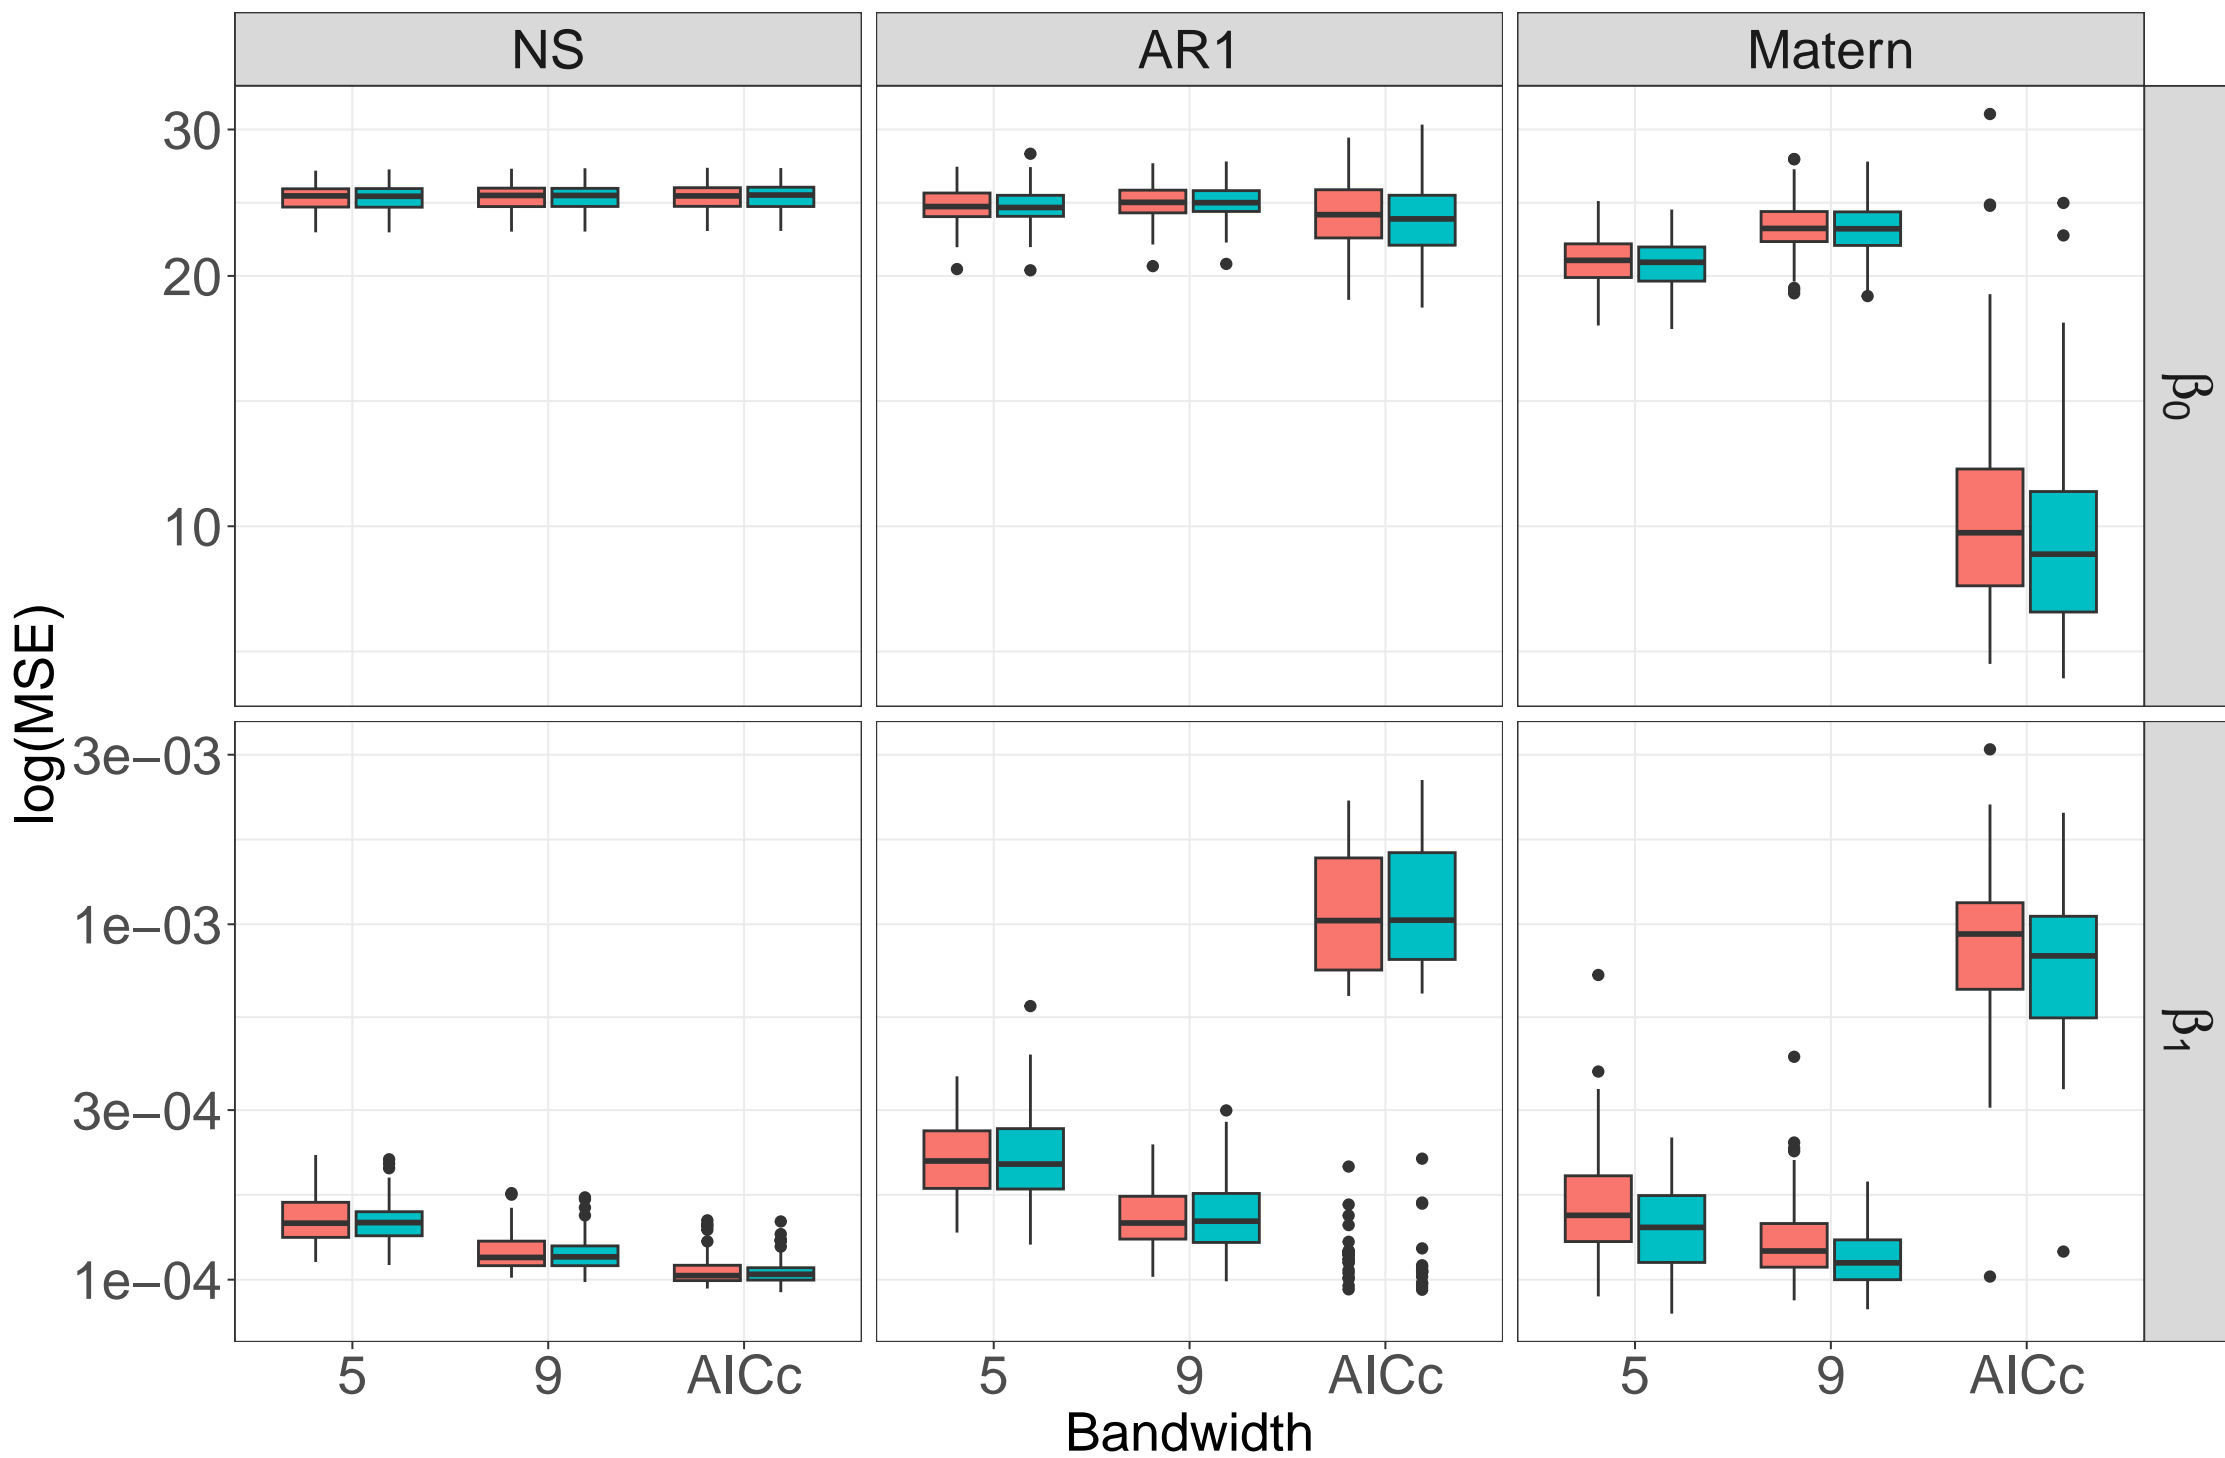 NS AR1 Matern
30
20
10
β0
log(MSE)
3e−03
1e−03
3e−04
1e−04
β1
5 9 AICc 5 9 AICc 5 9 AICc
Bandwidth